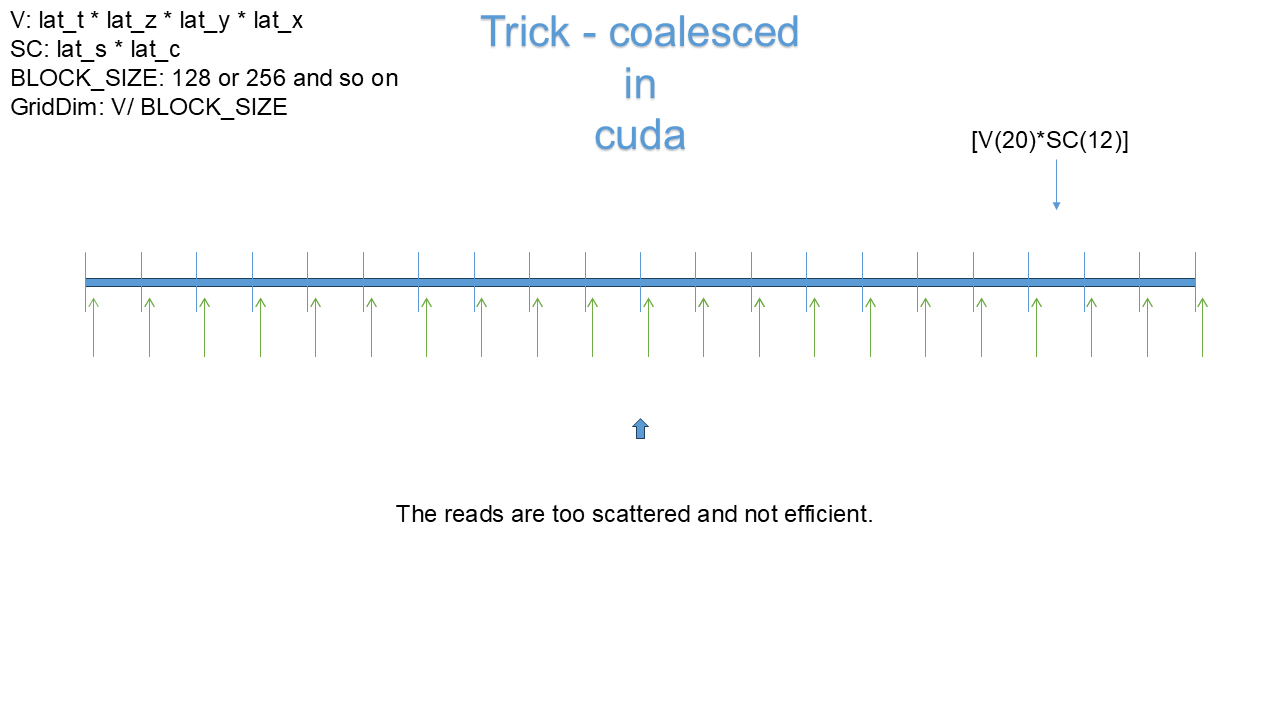 V: lat_t * lat_z * lat_y * lat_x
SC: lat_s * lat_c
BLOCK_SIZE: 128 or 256 and so on
GridDim: V/ BLOCK_SIZE
Trick - coalesced
in
cuda
[V(20)*SC(12)]
The reads are too scattered and not efficient.